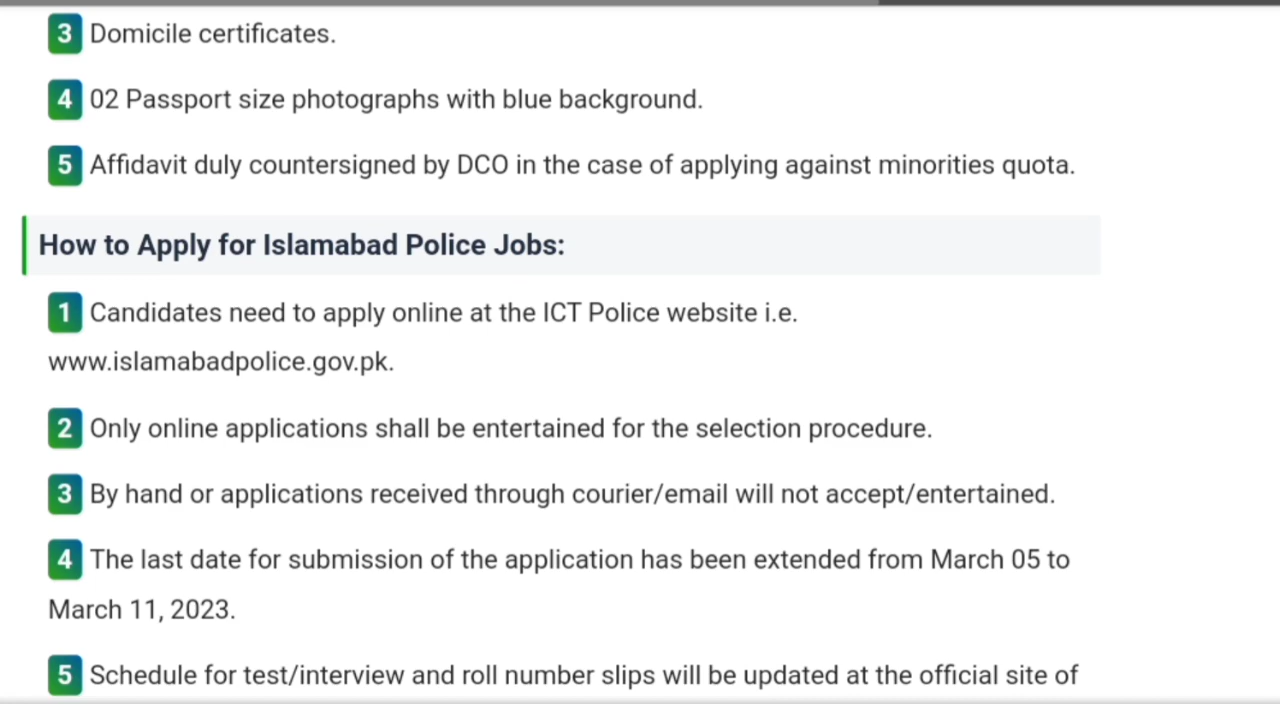 3 Domicile certificates.
4 02 Passport size photographs with blue background.
5 Affidavit duly countersigned by DCO in the case of applying against minorities quota.
How to Apply for Islamabad Police Jobs:
1 Candidates need to apply online at the ICT Police website i.e.
www.islamabadpolice.gov.pk.
2 Only online applications shall be entertained for the selection procedure.
3 By hand or applications received through courier/email will not accept/entertained.
4 The last date for submission of the application has been extended from March 05 to
March 11, 2023.
5 Schedule for test/interview and roll number slips will be updated at the official site of